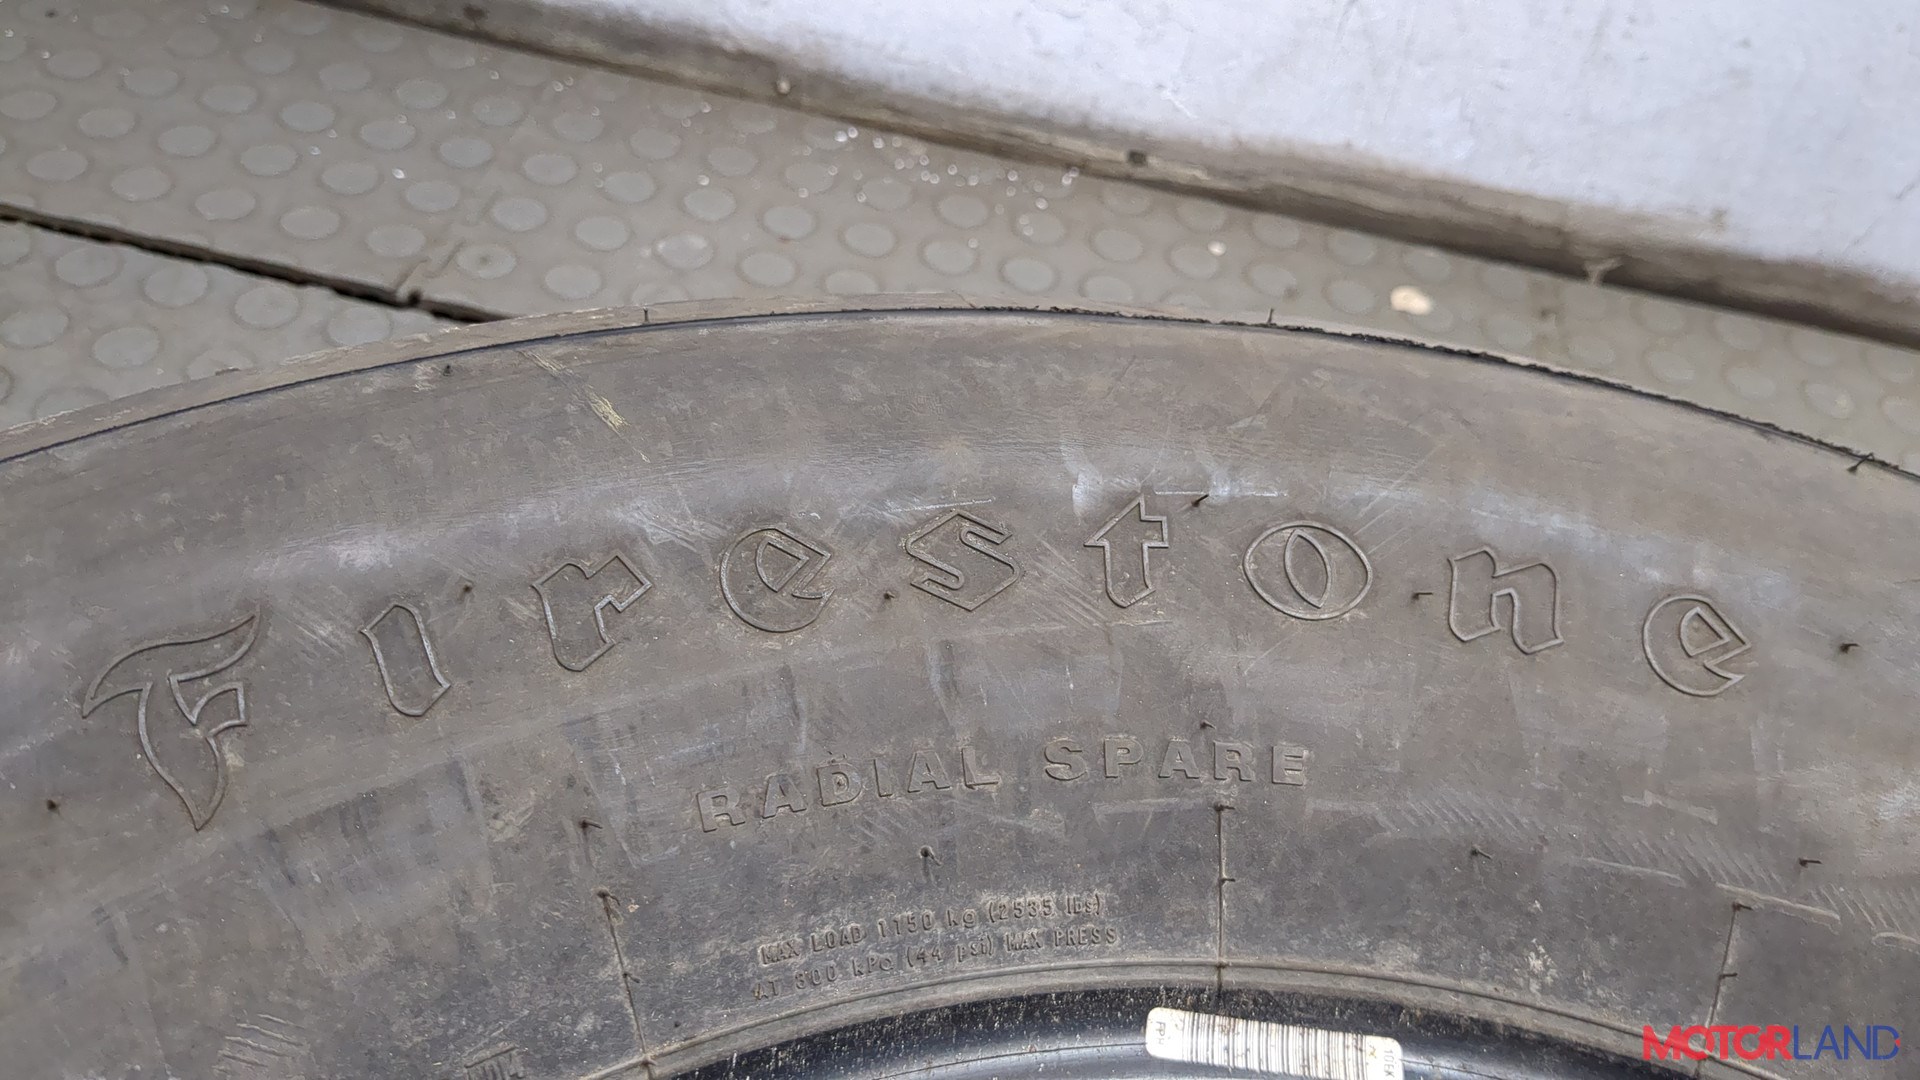 Firestone
RADIAL SPARE
MAX LOAD 1150 kg (2535 lbs)
AT 300 kPa (44 psi) MAX PRESS
MOTORLAND